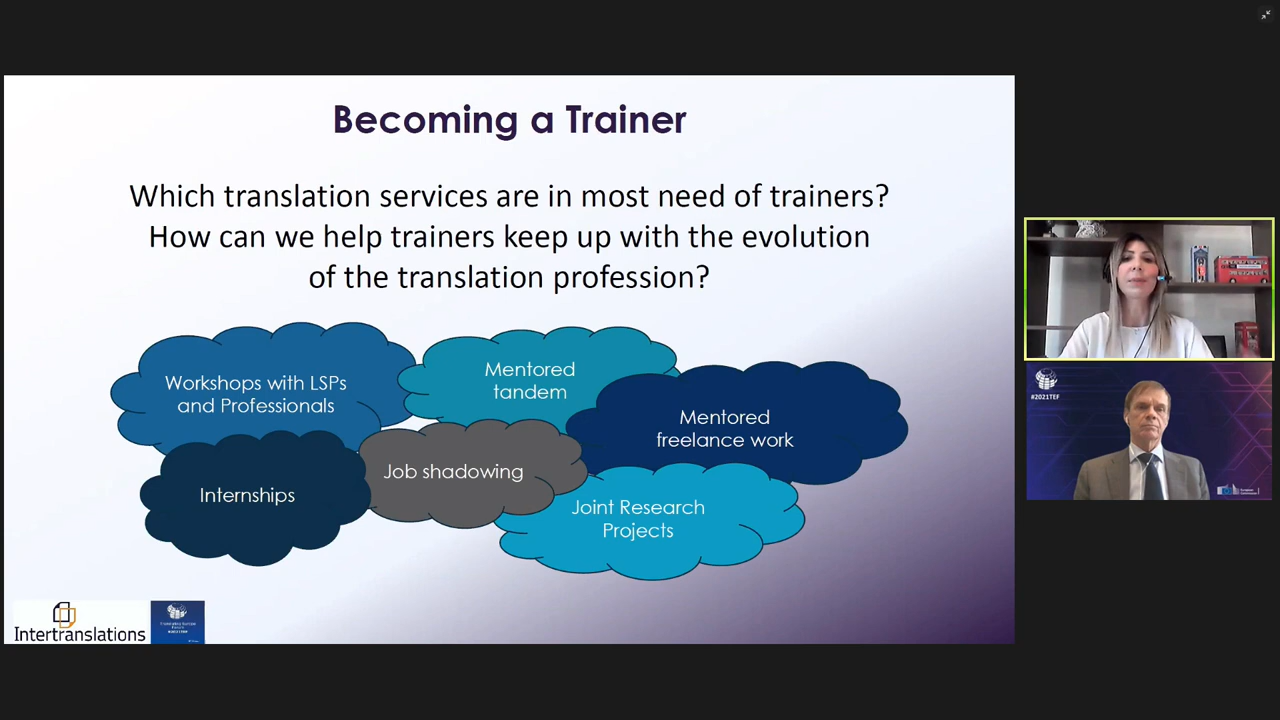 Becoming a Trainer
Which translation services are in most need of trainers?
How can we help trainers keep up with the evolution
of the translation profession?
Workshops with LSPs
and Professionals
Mentored
tandem
Mentored
freelance work
Job shadowing
Internships
Joint Research
Projects
Intertranslations
#2021TEF
#2021TEF